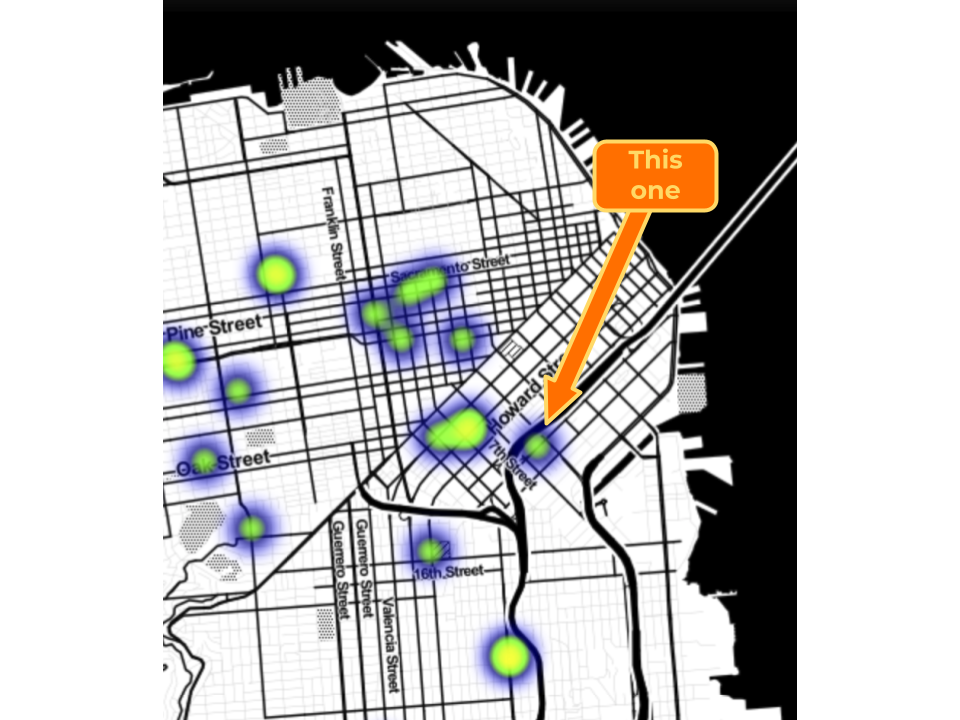 This
one
Franklin Street
Sacramento Street
Pine Street
Howard Stre
7th Street
Oak Street
Guerrero Street
Guerrero Street
16th Street
Valencia Street